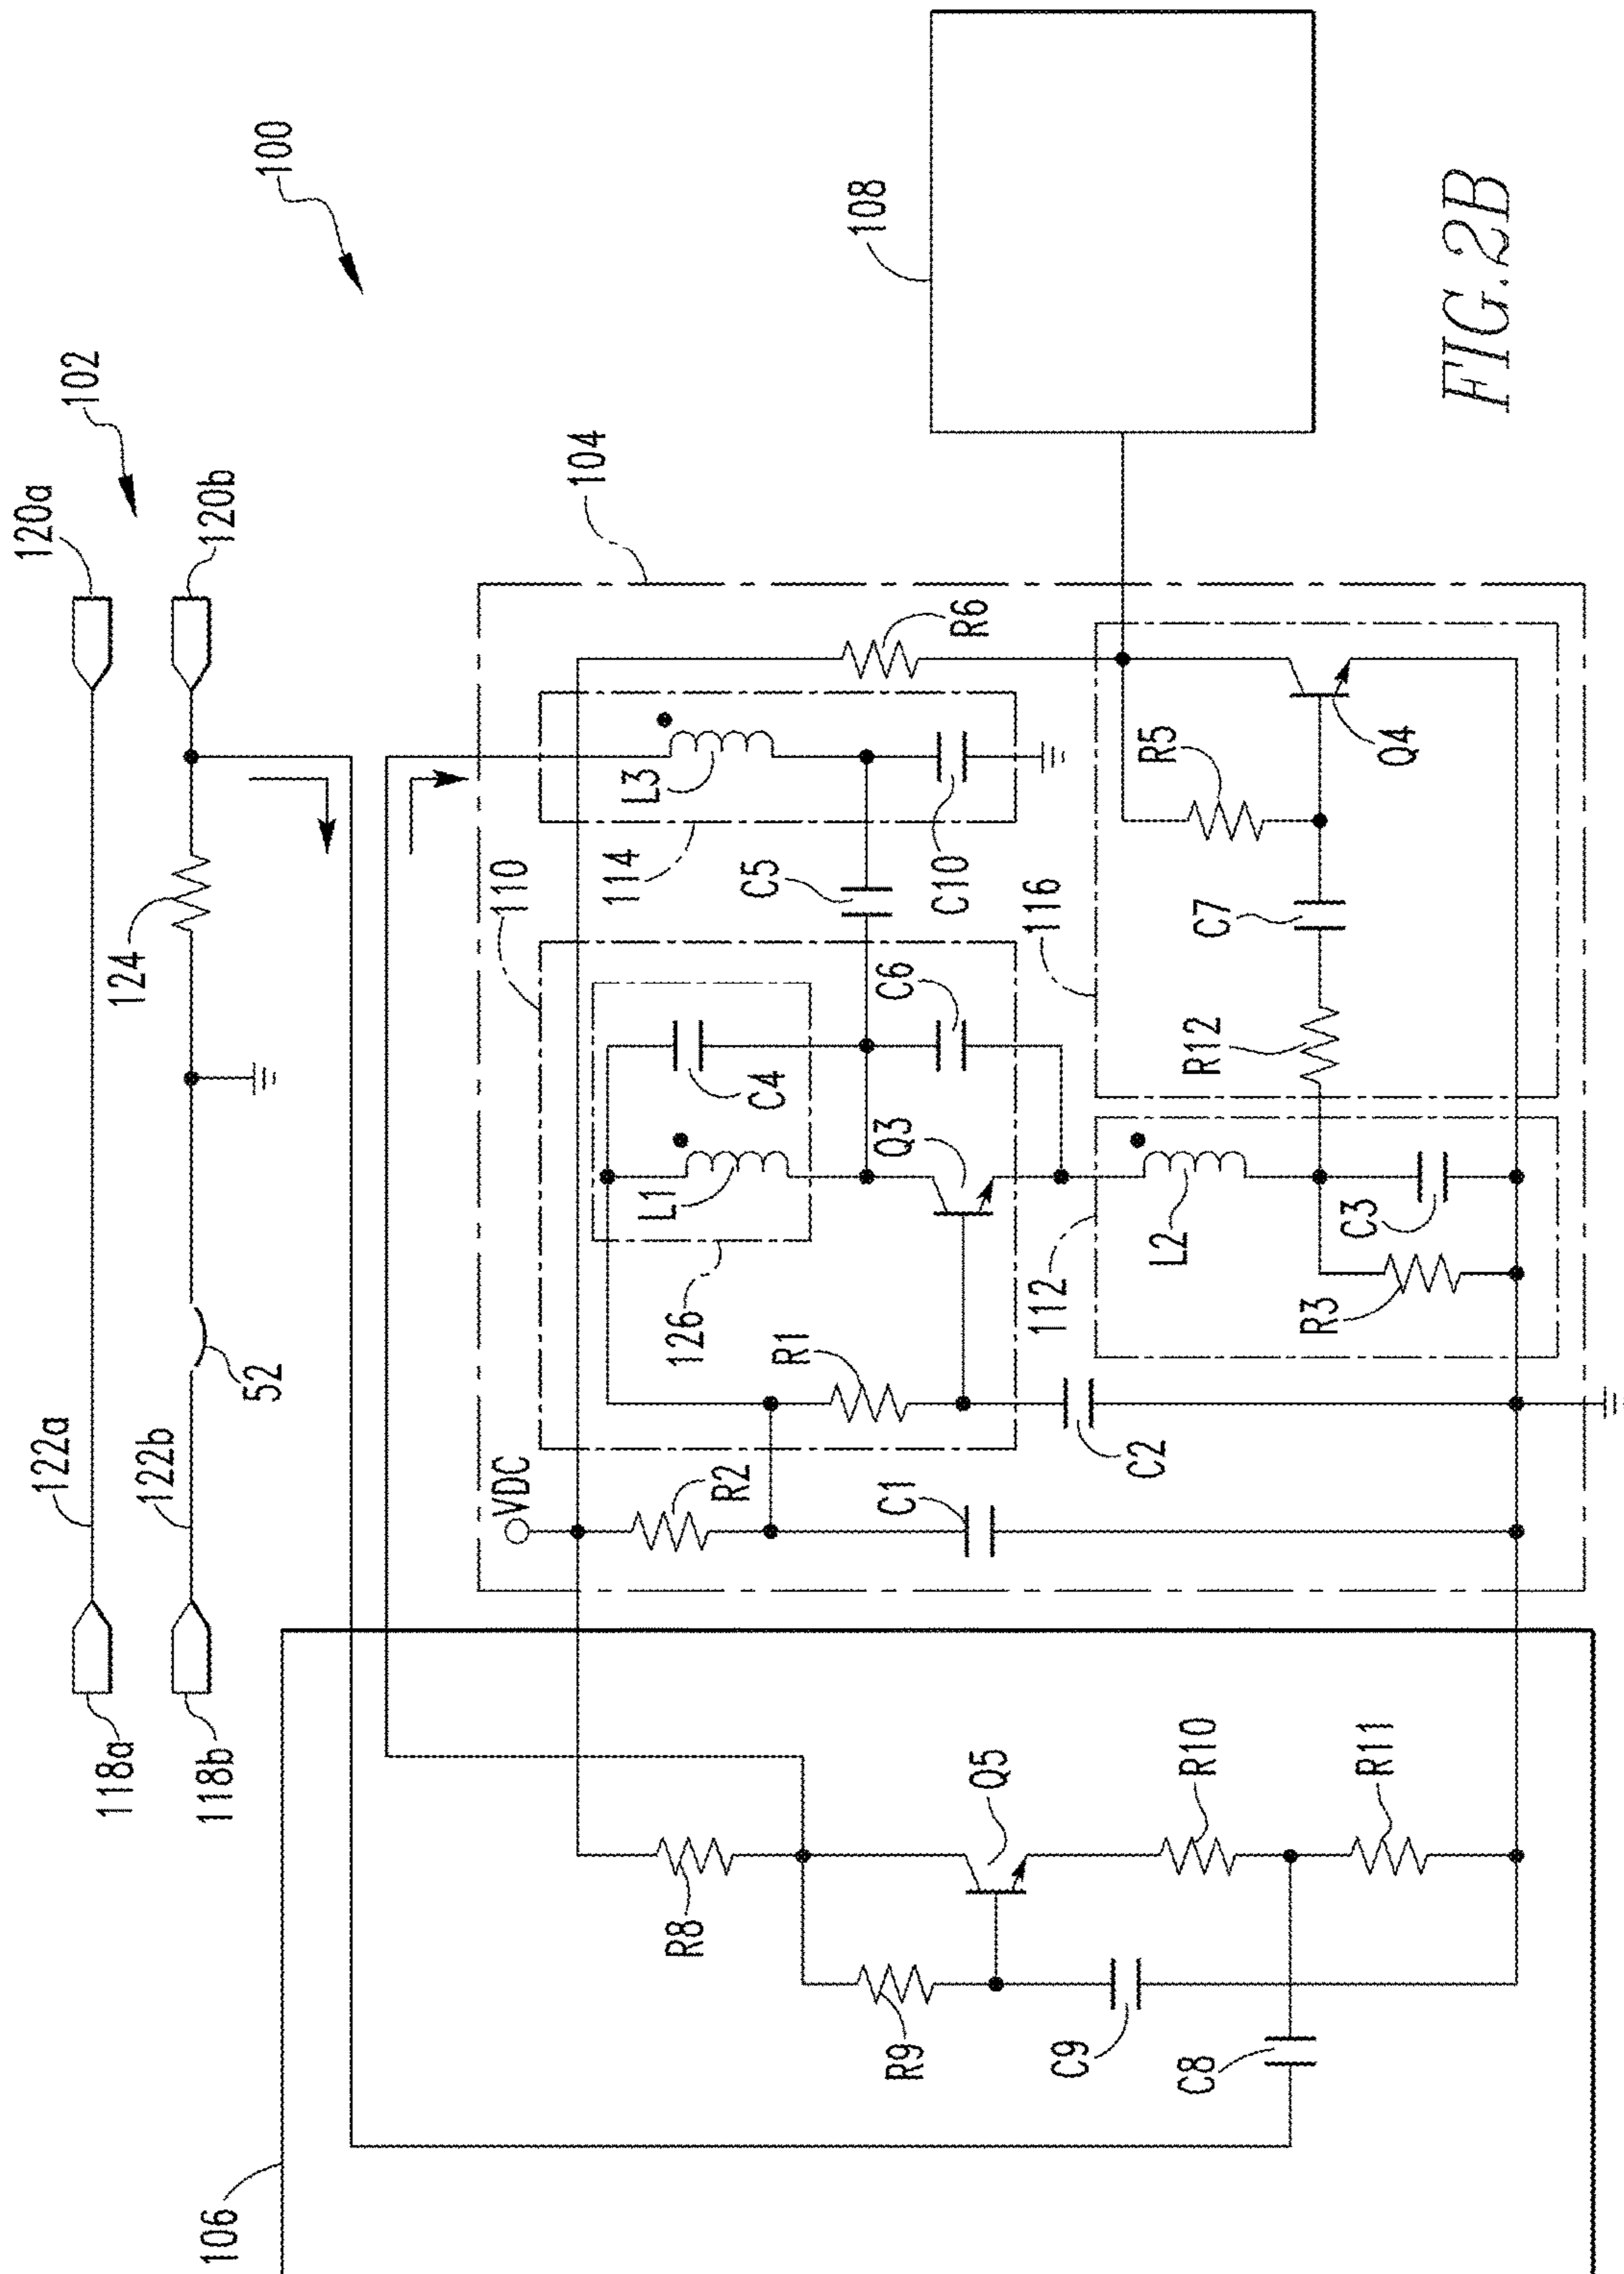 100
102
120a
120b
122a
122b
118a
118b
52
124
104
110
114
L3
C5
C10
R6
108
VDC
R2
C1
126
L1
C4
C6
Q3
R1
C2
112
L2
C3
R3
116
R12
C7
R5
Q4
106
R8
R9
Q5
C9
C8
R10
R11
FIG. 2B